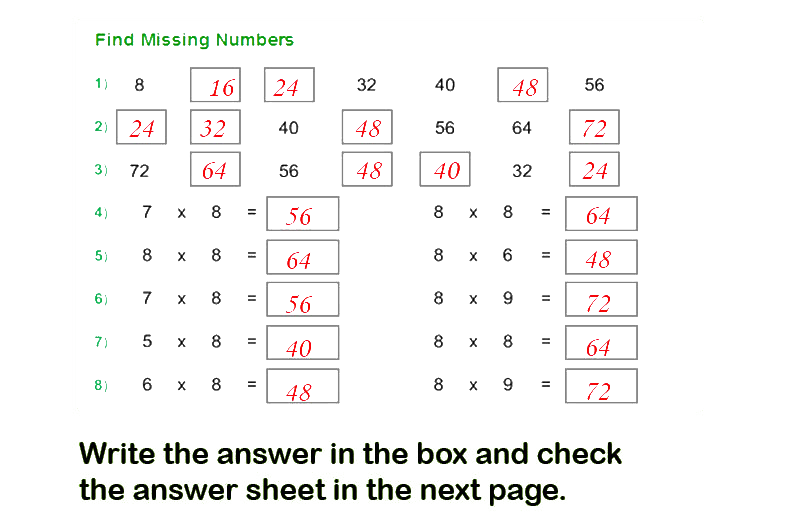 Find Missing Numbers
1) 8 16 24 32 40 48 56
2) 24 32 40 48 56 64 72
3) 72 64 56 48 40 32 24
4) 7 x 8 = 56 8 x 8 = 64
5) 8 x 8 = 64 8 x 6 = 48
6) 7 x 8 = 56 8 x 9 = 72
7) 5 x 8 = 40 8 x 8 = 64
8) 6 x 8 = 48 8 x 9 = 72
Write the answer in the box and check
the answer sheet in the next page.